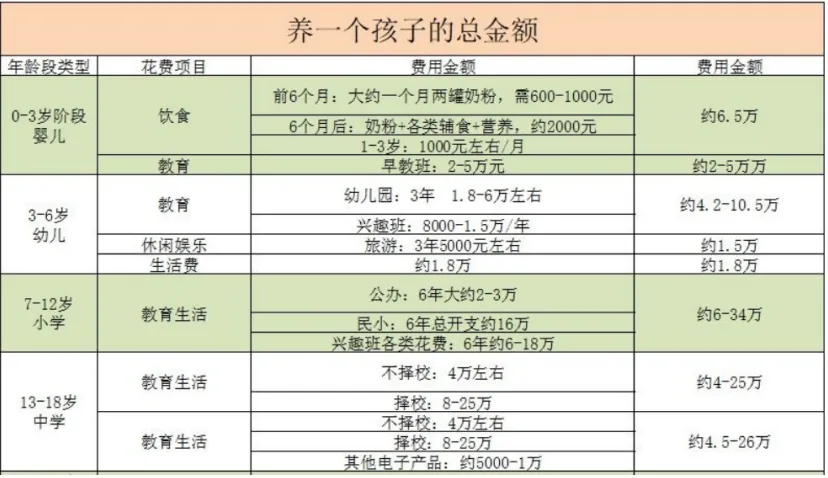 养一个孩子的总金额
年龄段类型 花费项目 费用金额 费用金额
0-3岁阶段
婴儿
饮食
前6个月：大约一个月两罐奶粉，需600-1000元
6个月后：奶粉+各类辅食+营养，约2000元
1-3岁：1000元左右/月
约6.5万
教育 早教班：2-5万元 约2-5万万
3-6岁
幼儿
教育
幼儿园：3年 1.8-6万左右
兴趣班：8000-1.5万/年
约4.2-10.5万
休闲娱乐 旅游：3年5000元左右 约1.5万
生活费 约1.8万 约1.8万
7-12岁
小学
教育生活
公办：6年大约2-3万
民小：6年总开支约16万
兴趣班各类花费：6年约6-18万
约6-34万
13-18岁
中学
教育生活
不择校：4万左右
择校：8-25万
约4-25万
教育生活
不择校：4万左右
择校：8-25万
其他电子产品：约5000-1万
约4.5-26万